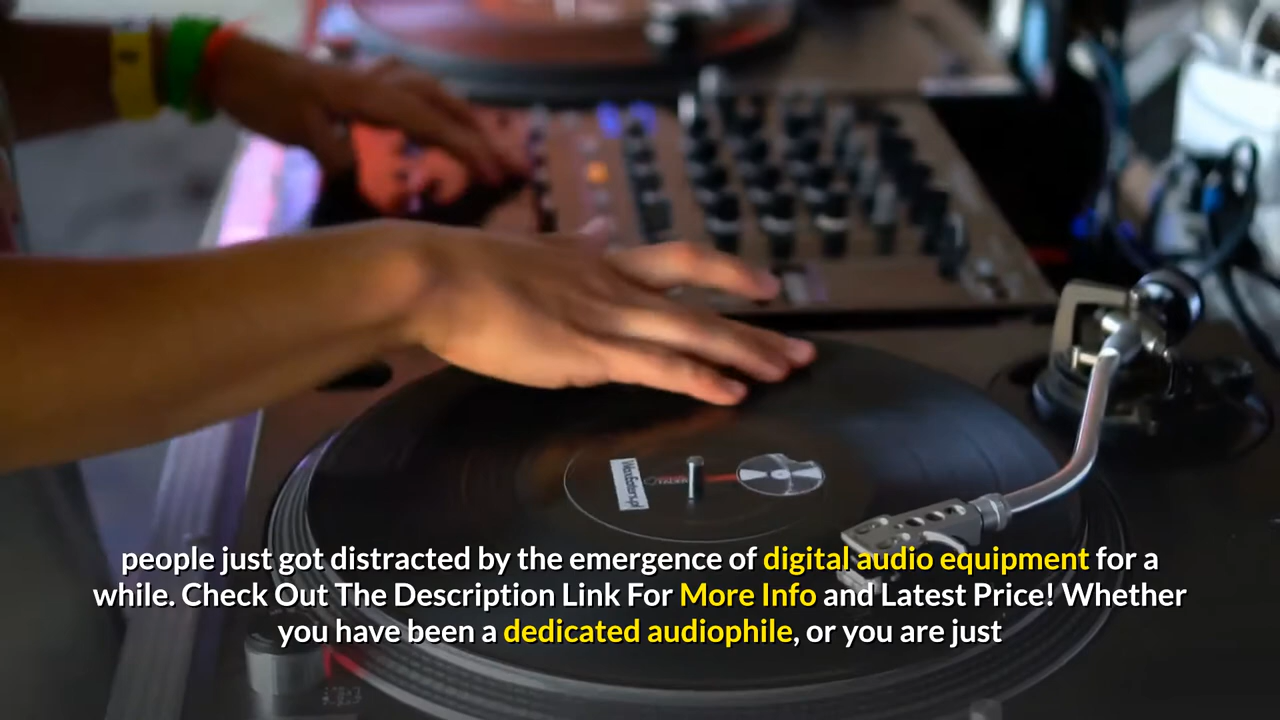 people just got distracted by the emergence of digital audio equipment for a
while. Check Out The Description Link For More Info and Latest Price! Whether
you have been a dedicated audiophile, or you are just